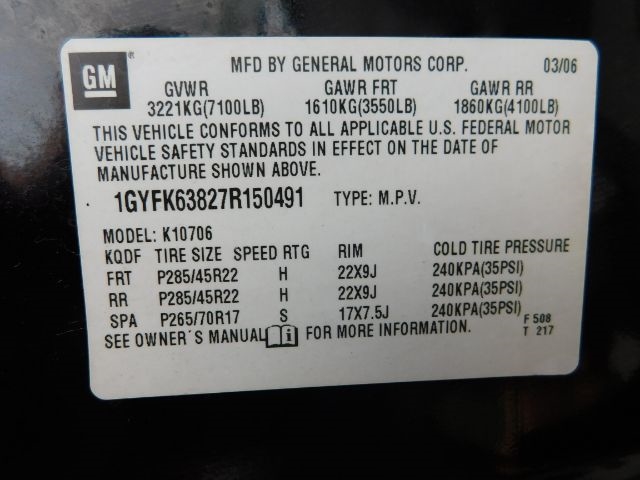 GM® MFD BY GENERAL MOTORS CORP. 03/06
GVWR GAWR FRT GAWR RR
3221KG(7100LB) 1610KG(3550LB) 1860KG(4100LB)
THIS VEHICLE CONFORMS TO ALL APPLICABLE U.S. FEDERAL MOTOR
VEHICLE SAFETY STANDARDS IN EFFECT ON THE DATE OF
MANUFACTURE SHOWN ABOVE.
1GYFK63827R150491 TYPE: M.P.V.
MODEL: K10706
KQDF TIRE SIZE SPEED RTG RIM COLD TIRE PRESSURE
FRT P285/45R22 H 22X9J 240KPA(35PSI)
RR P285/45R22 H 22X9J 240KPA(35PSI)
SPA P265/70R17 S 17X7.5J 240KPA(35PSI) F 508
SEE OWNER'S MANUAL FOR MORE INFORMATION. T 217